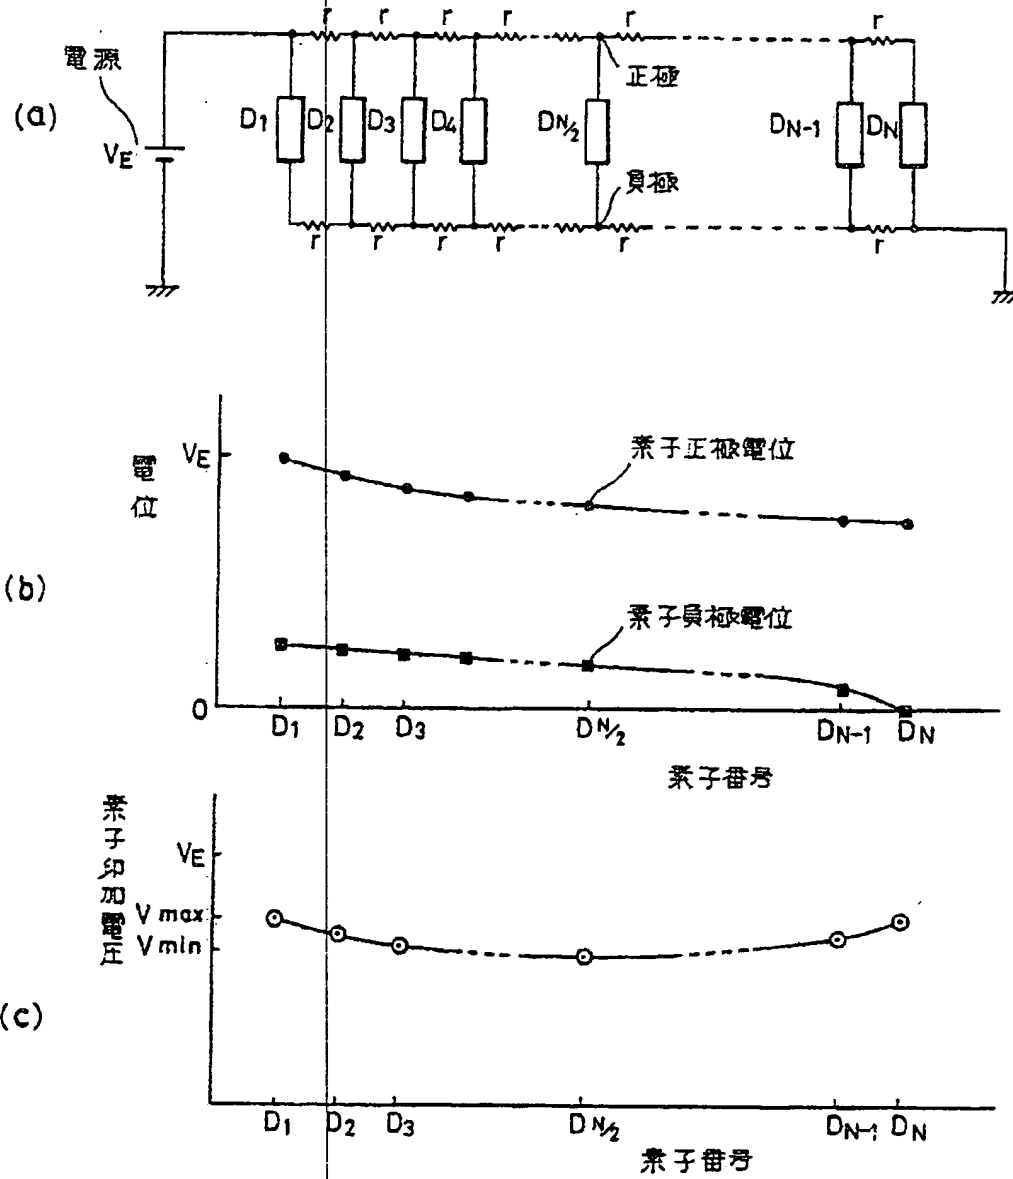 r r r r r r
電源
正極
(a)
D1 D2 D3 D4 DN/2 DN-1 DN
VE
負極
r r r r r r
電位
VE
素子正極電位
(b)
素子負極電位
0
D1 D2 D3 DN/2 DN-1 DN
素子番号
素子印加電圧
VE
V max
V min
(c)
D1 D2 D3 DN/2 DN-1 DN
素子番号